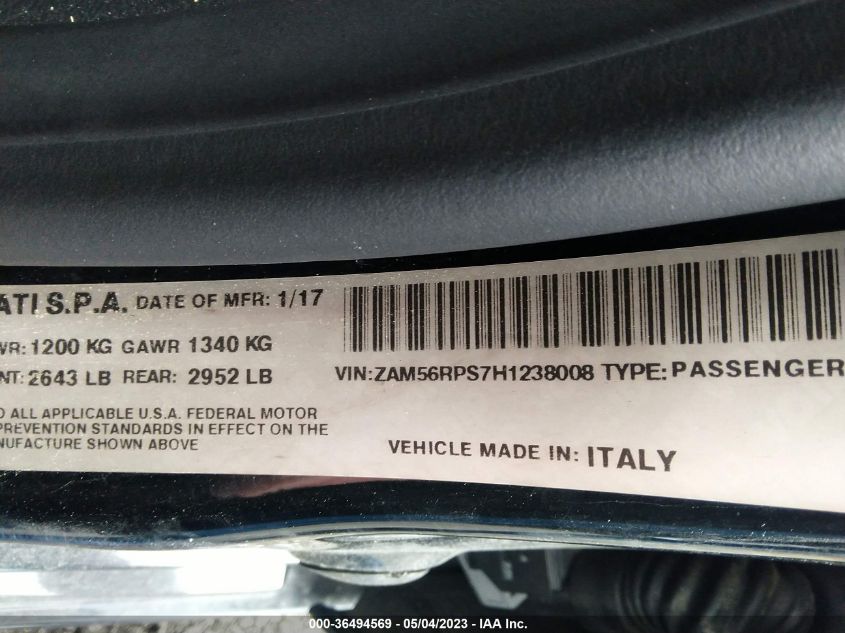 ATI S.P.A. DATE OF MFR: 1/17
WR: 1200 KG GAWR 1340 KG
NT: 2643 LB REAR: 2952 LB
O ALL APPLICABLE U.S.A. FEDERAL MOTOR
PREVENTION STANDARDS IN EFFECT ON THE
NUFACTURE SHOWN ABOVE
VIN:ZAM56RPS7H1238008 TYPE:PASSENGER
VEHICLE MADE IN: ITALY
000-36494569 - 05/04/2023 - IAA Inc.